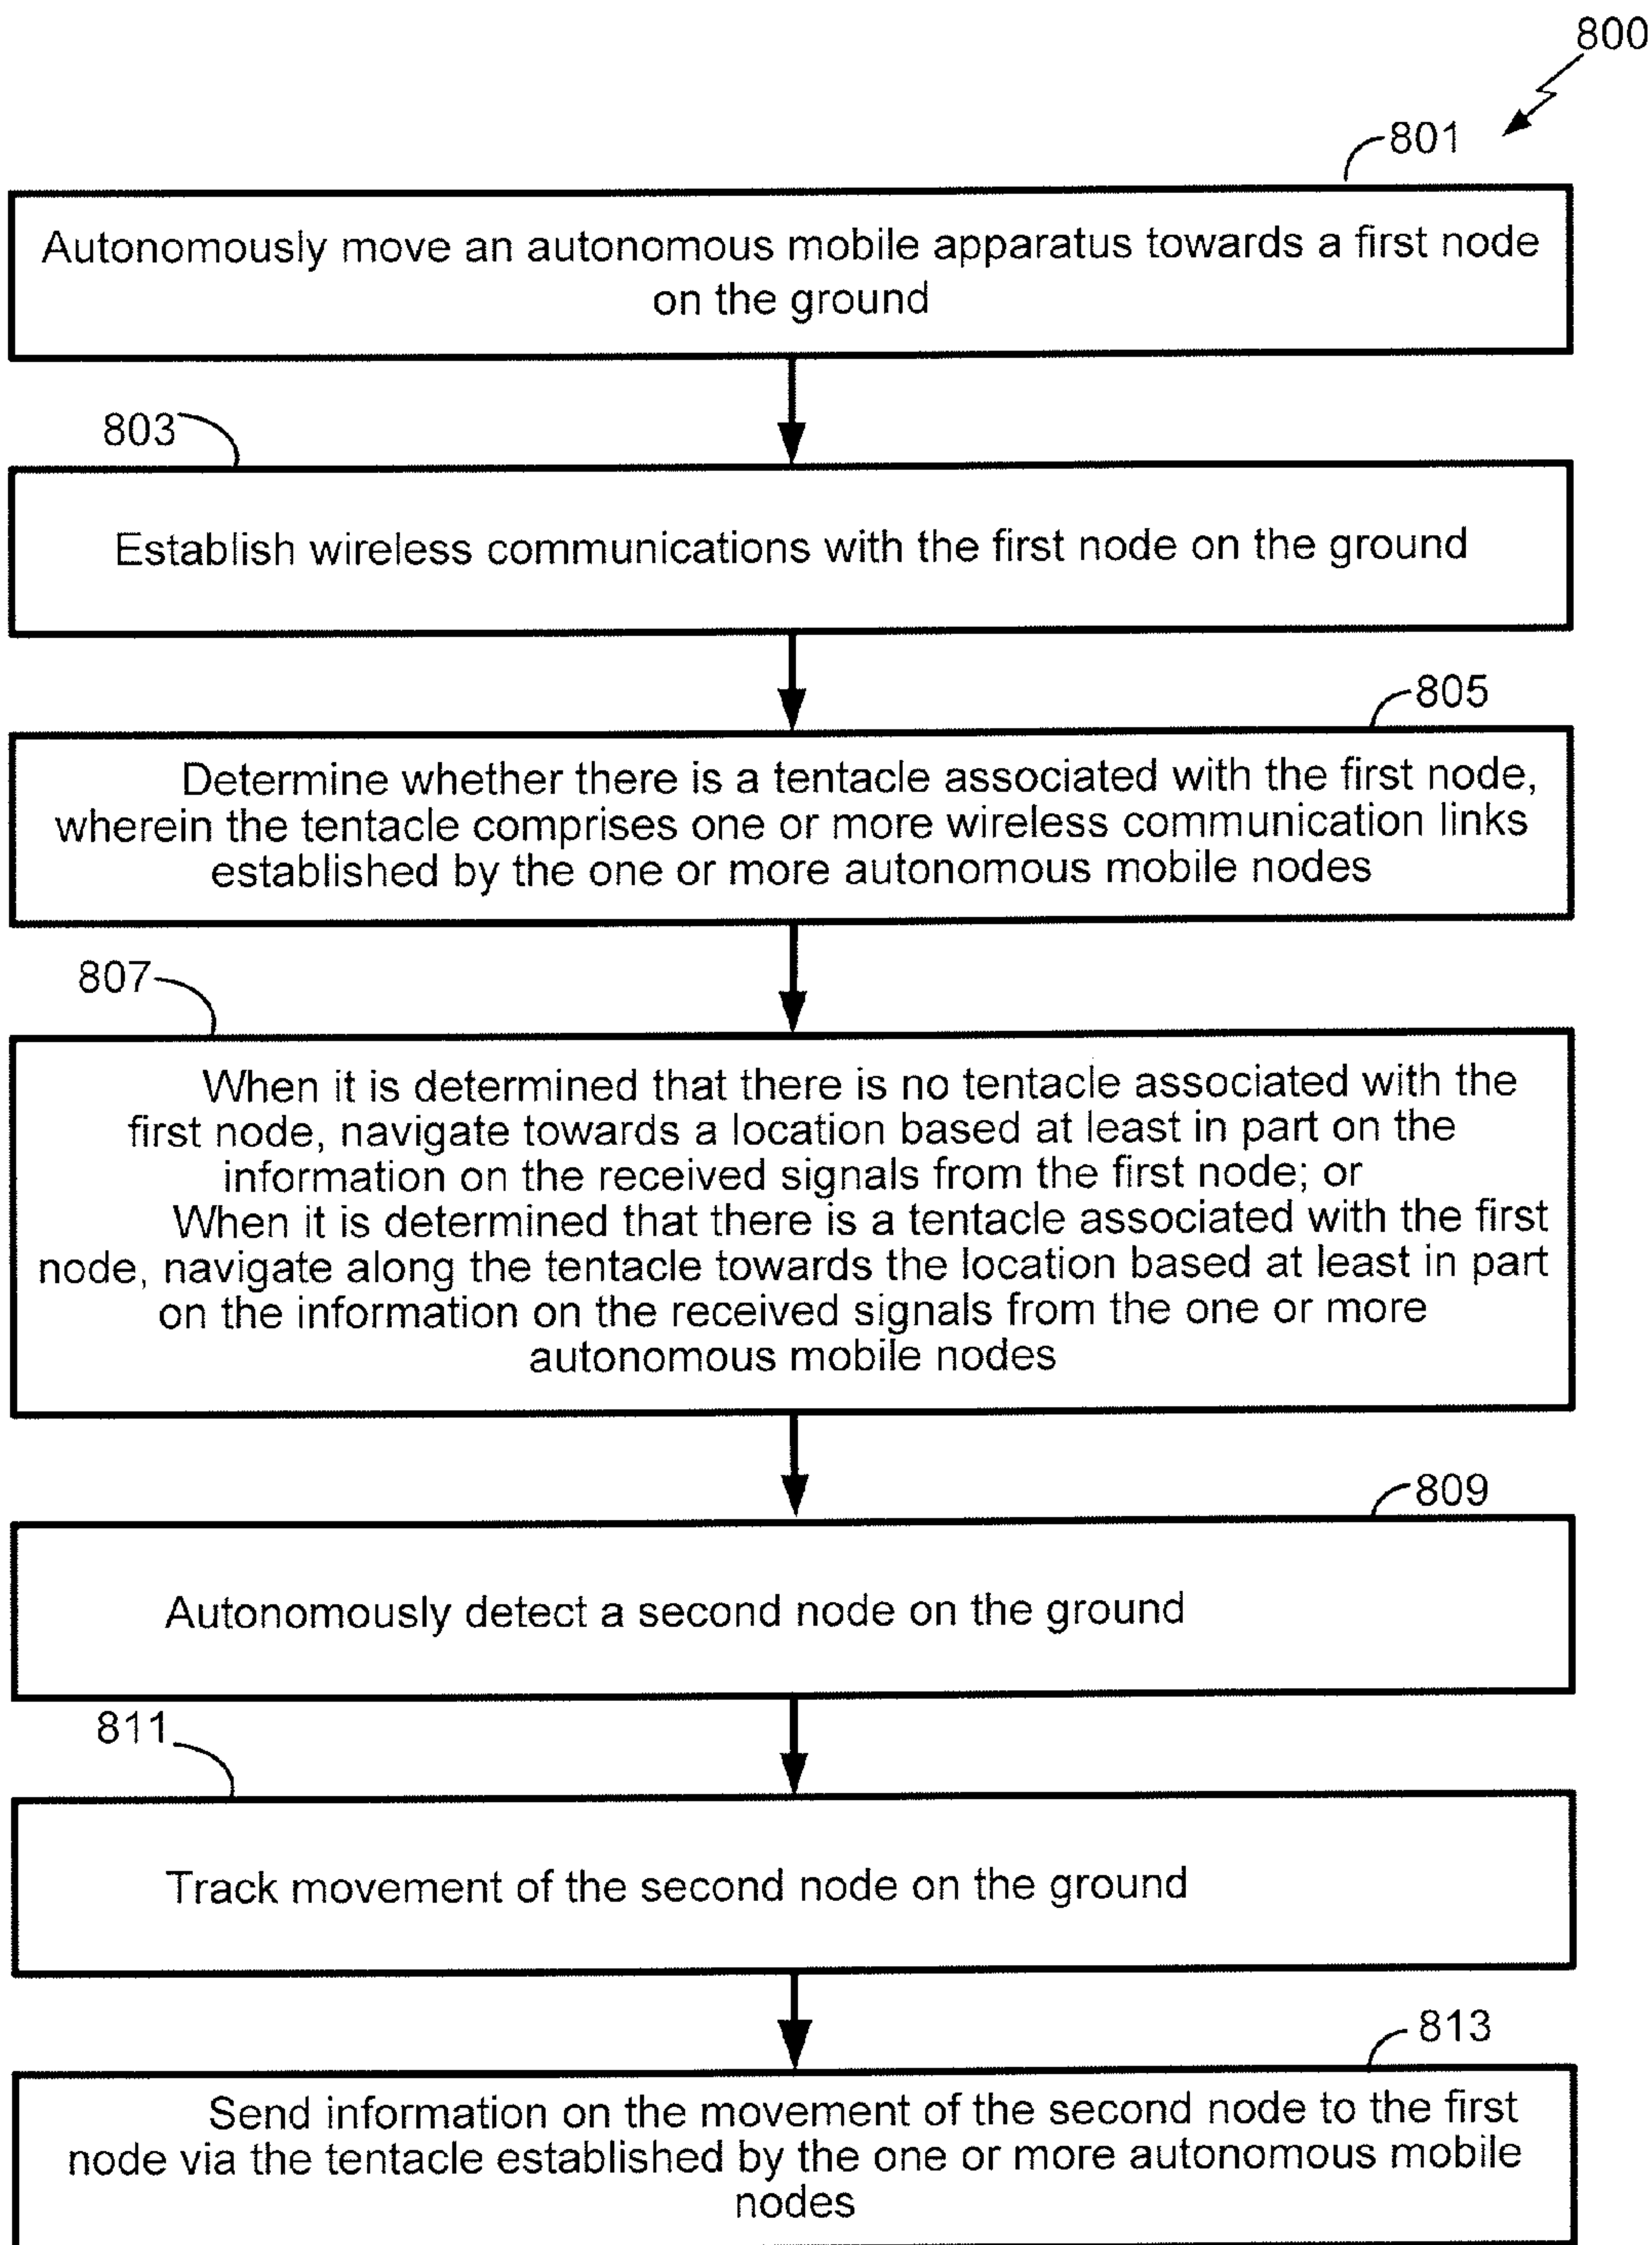 800
801
Autonomously move an autonomous mobile apparatus towards a first node
on the ground
803
Establish wireless communications with the first node on the ground
805
Determine whether there is a tentacle associated with the first node,
wherein the tentacle comprises one or more wireless communication links
established by the one or more autonomous mobile nodes
807
When it is determined that there is no tentacle associated with the
first node, navigate towards a location based at least in part on the
information on the received signals from the first node; or
When it is determined that there is a tentacle associated with the first
node, navigate along the tentacle towards the location based at least in part
on the information on the received signals from the one or more
autonomous mobile nodes
809
Autonomously detect a second node on the ground
811
Track movement of the second node on the ground
813
Send information on the movement of the second node to the first
node via the tentacle established by the one or more autonomous mobile
nodes